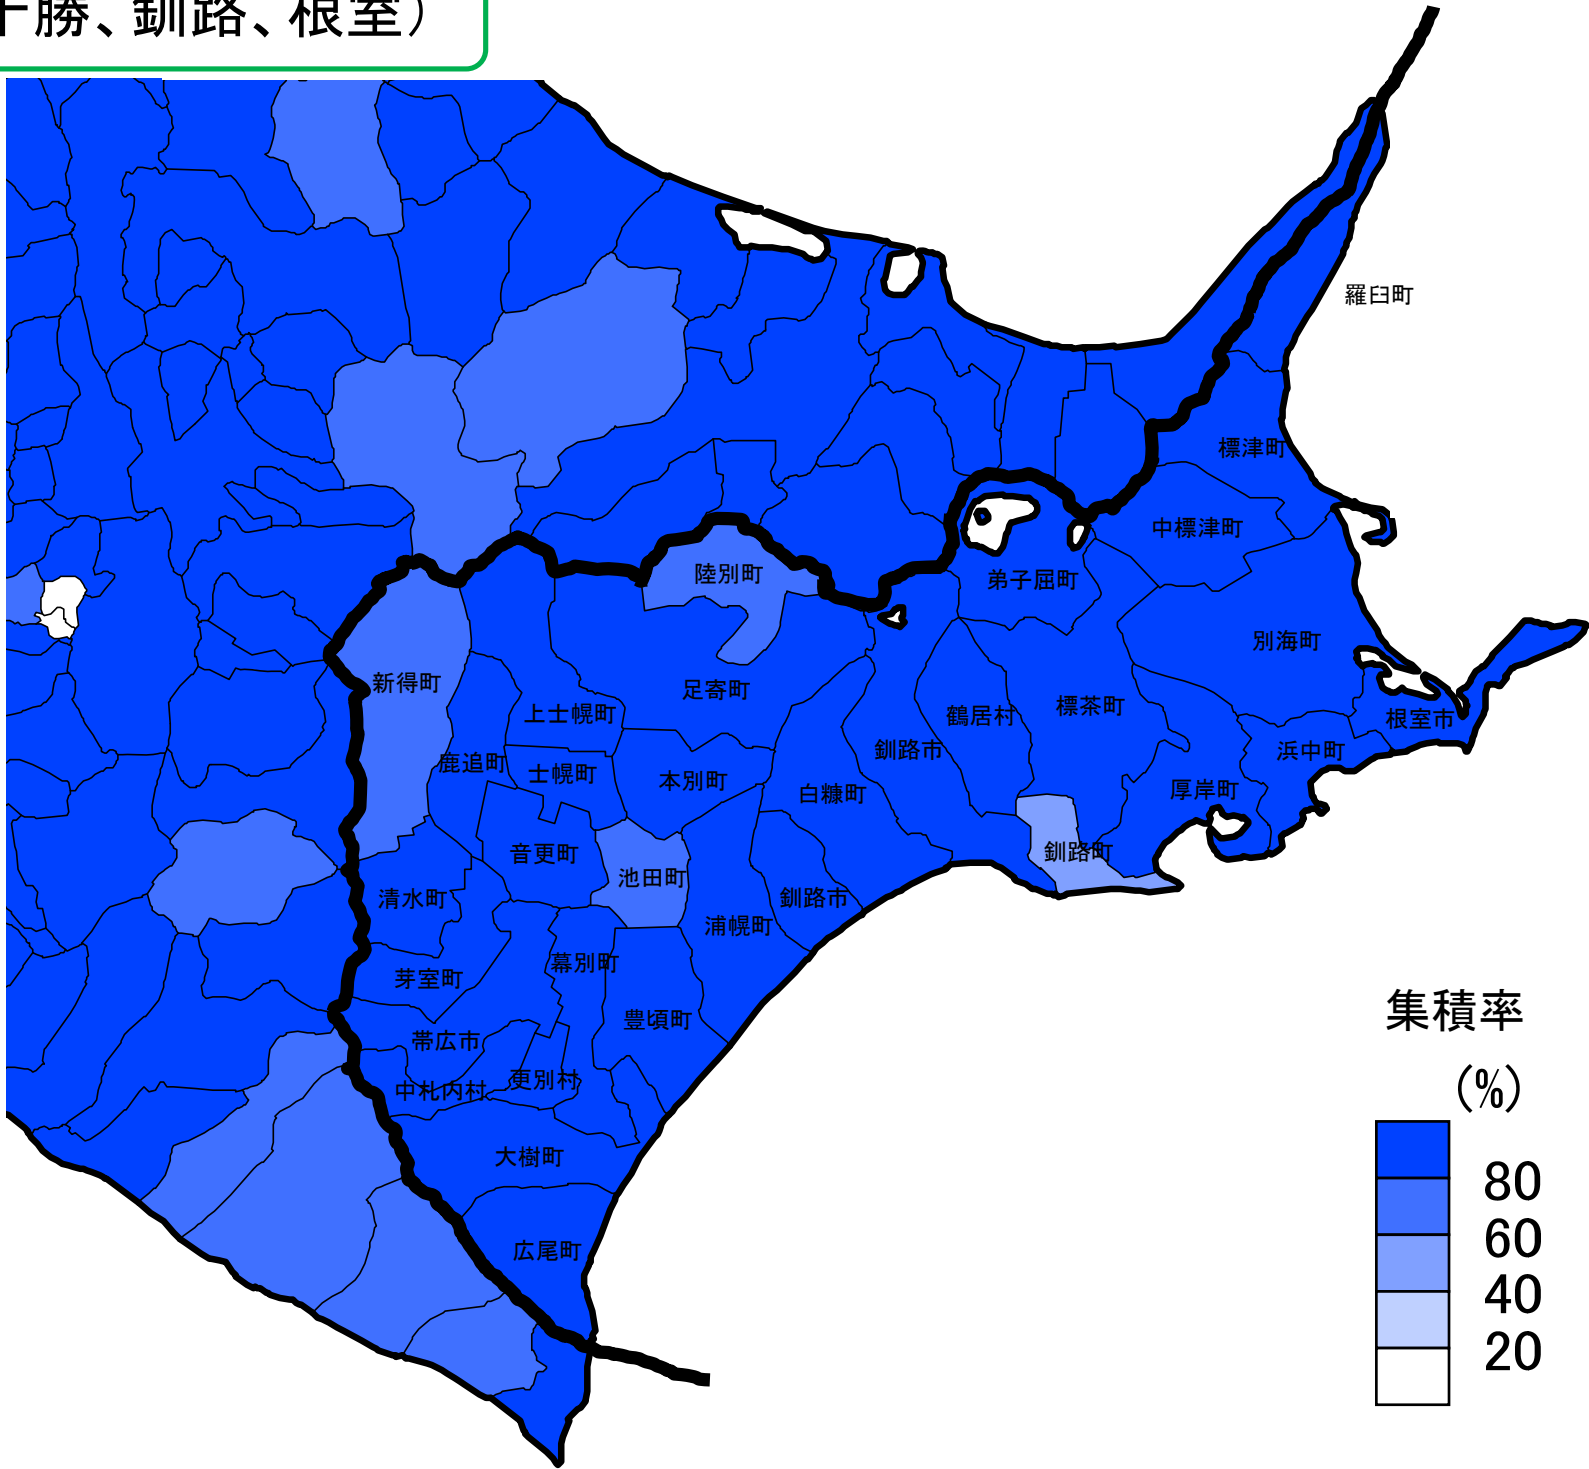 十勝、釧路、根室）
羅臼町
標津町
中標津町
陸別町
弟子屈町
別海町
新得町
足寄町
上士幌町
鶴居村
標茶町
根室市
釧路市
浜中町
鹿追町
士幌町
本別町
白糠町
厚岸町
音更町
釧路町
池田町
清水町
釧路市
浦幌町
幕別町
芽室町
豊頃町
帯広市
更別村
中札内村
大樹町
広尾町
集積率
(%)
80
60
40
20